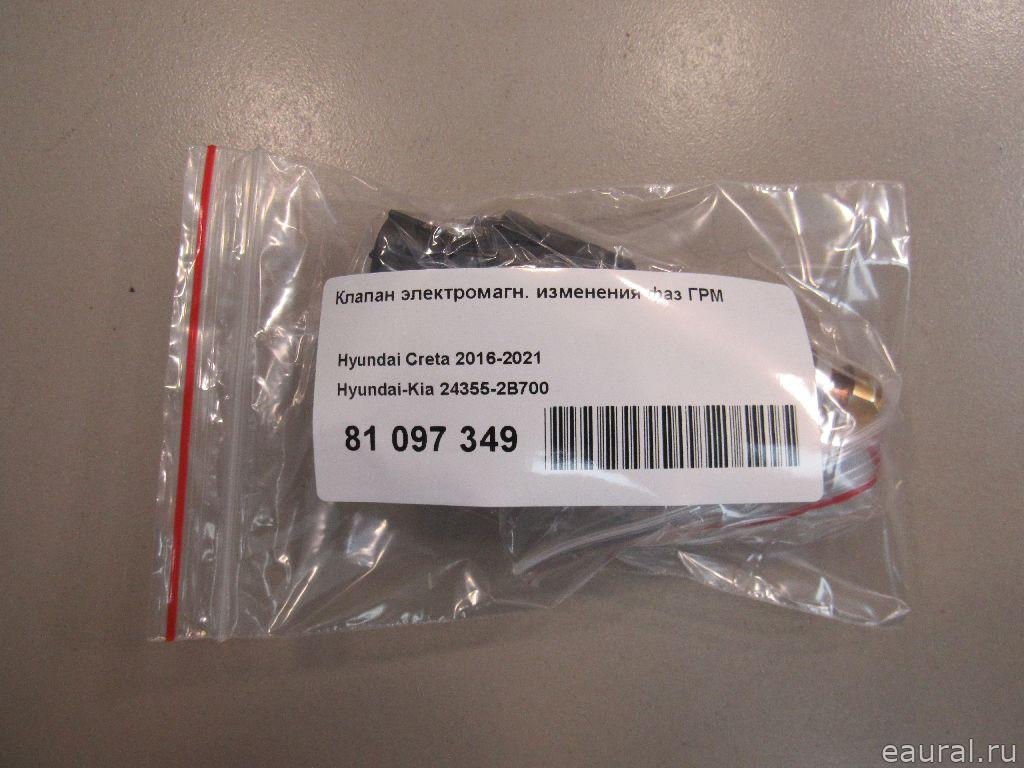 Клапан электромагн. изменения фаз ГРМ
Hyundai Creta 2016-2021
Hyundai-Kia 24355-2B700
81 097 349
eaural.ru